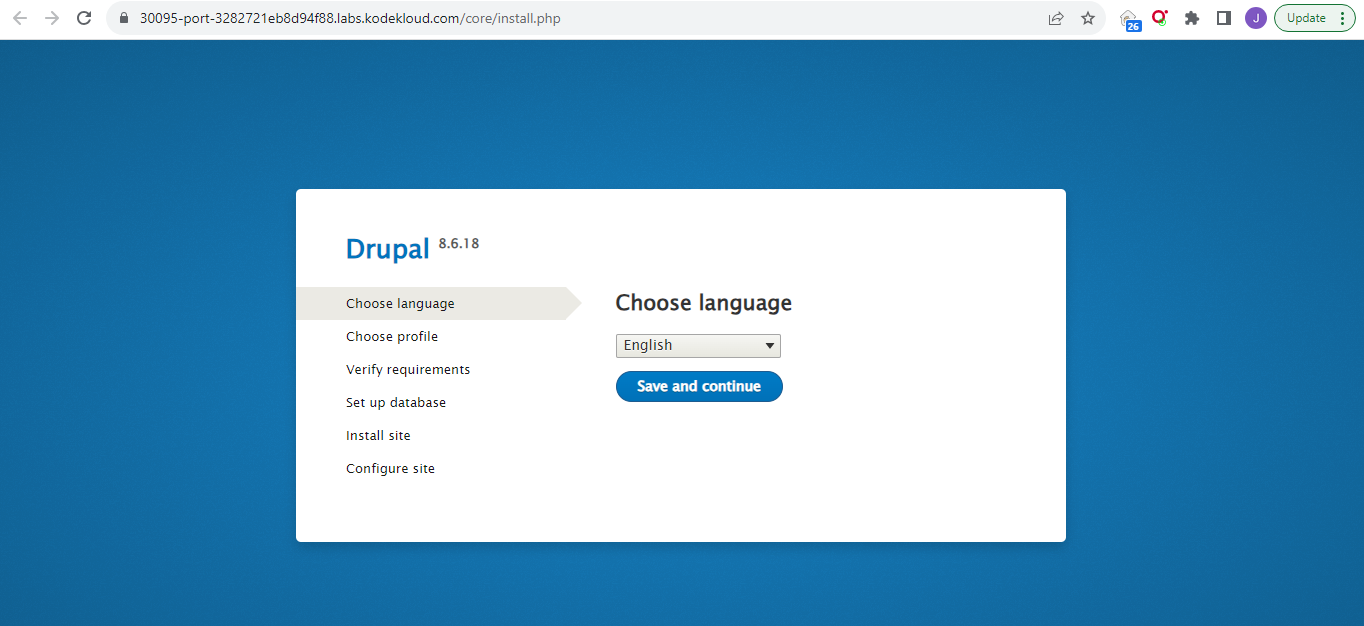 30095-port-3282721eb8d94f88.labs.kodekloud.com/core/install.php
26
J
Update
Drupal 8.6.18
Choose language
Choose profile
Verify requirements
Set up database
Install site
Configure site
Choose language
English
Save and continue